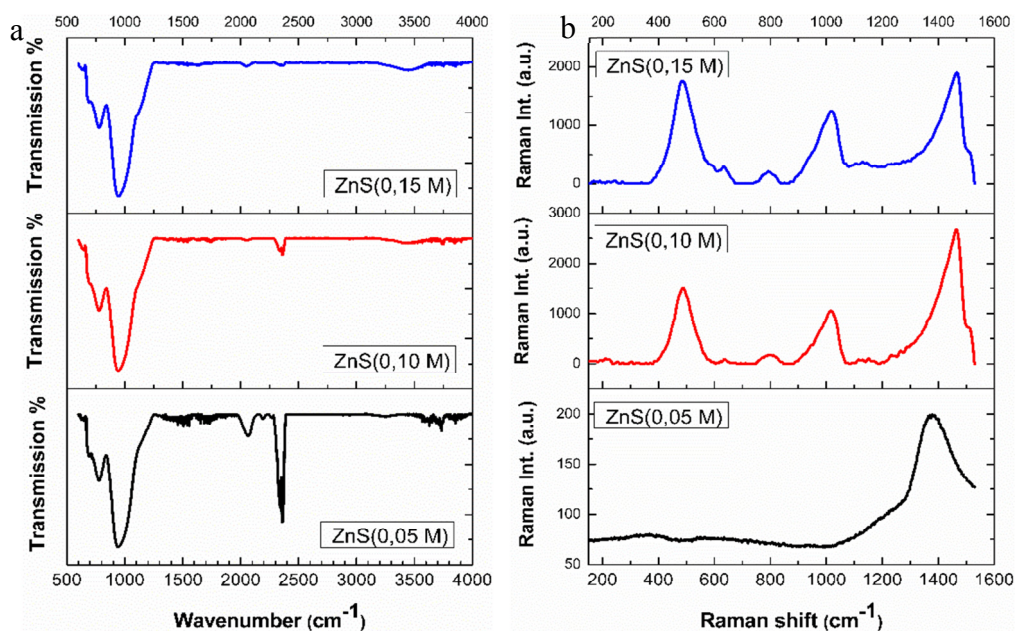 a
500 1000 1500 2000 2500 3000 3500 4000
Transmission %
ZnS(0,15 M)
Transmission %
ZnS(0,10 M)
Transmission %
ZnS(0,05 M)
500 1000 1500 2000 2500 3000 3500 4000
Wavenumber (cm⁻¹)
b
200 400 600 800 1000 1200 1400 1600
Raman Int. (a.u.)
2000
1000
0
ZnS(0,15 M)
Raman Int. (a.u.)
3000
2000
1000
0
ZnS(0,10 M)
Raman Int. (a.u.)
200
150
100
50
ZnS(0,05 M)
200 400 600 800 1000 1200 1400 1600
Raman shift (cm⁻¹)